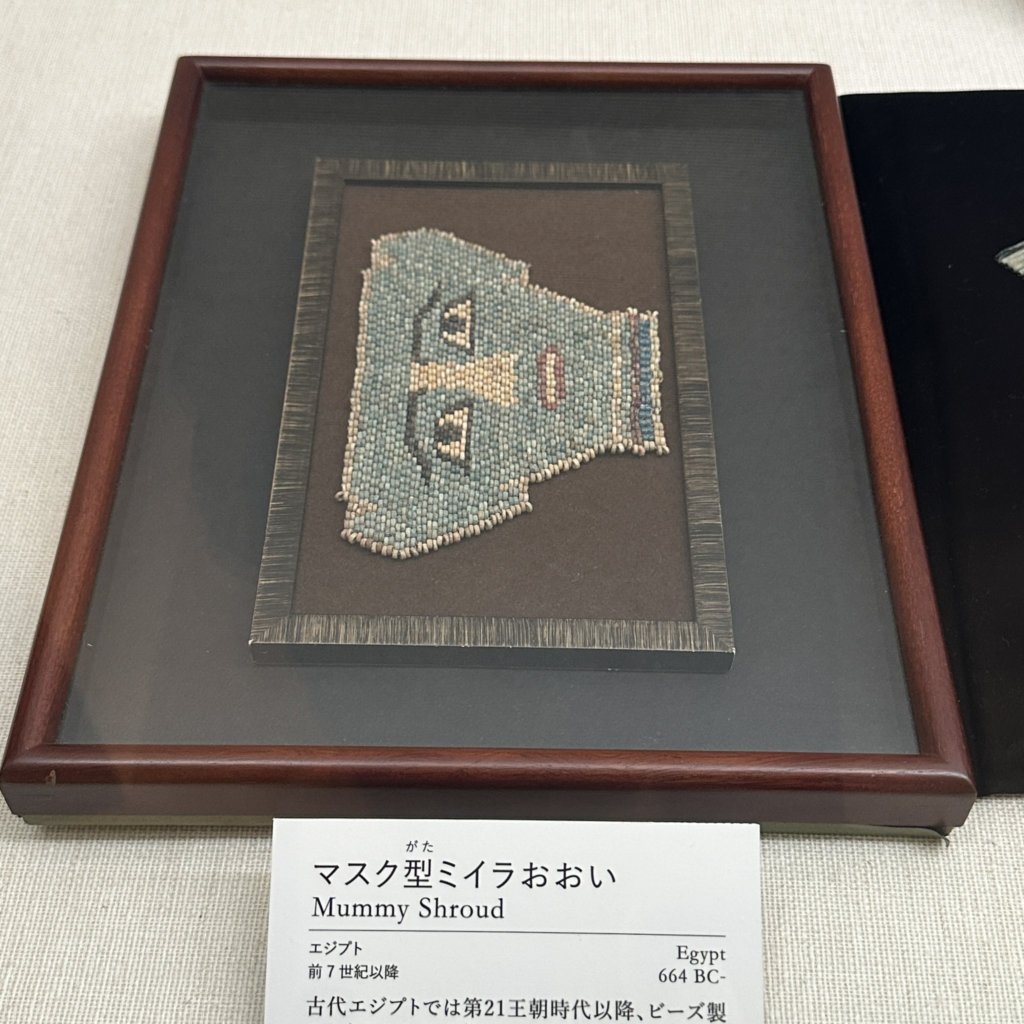 がた
マスク型ミイラおおい
Mummy Shroud
エジプト
Egypt
前7世紀以降
664 BC-
古代エジプトでは第21王朝時代以降、ビーズ製